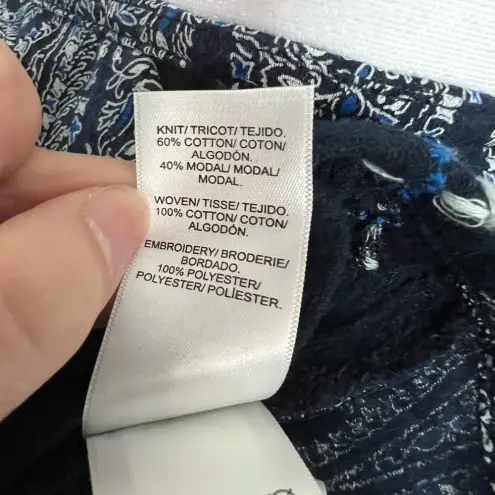 KNIT/ TRICOT/ TEJIDO.
60% COTTON/ COTON/
ALGODÓN.
40% MODAL/ MODAL/
MODAL.
WOVEN/ TISSE/ TEJIDO.
100% COTTON/ COTON/
ALGODÓN.
EMBROIDERY/ BRODERIE/
BORDADO.
100% POLYESTER/
POLYESTER/ POLÍESTER.